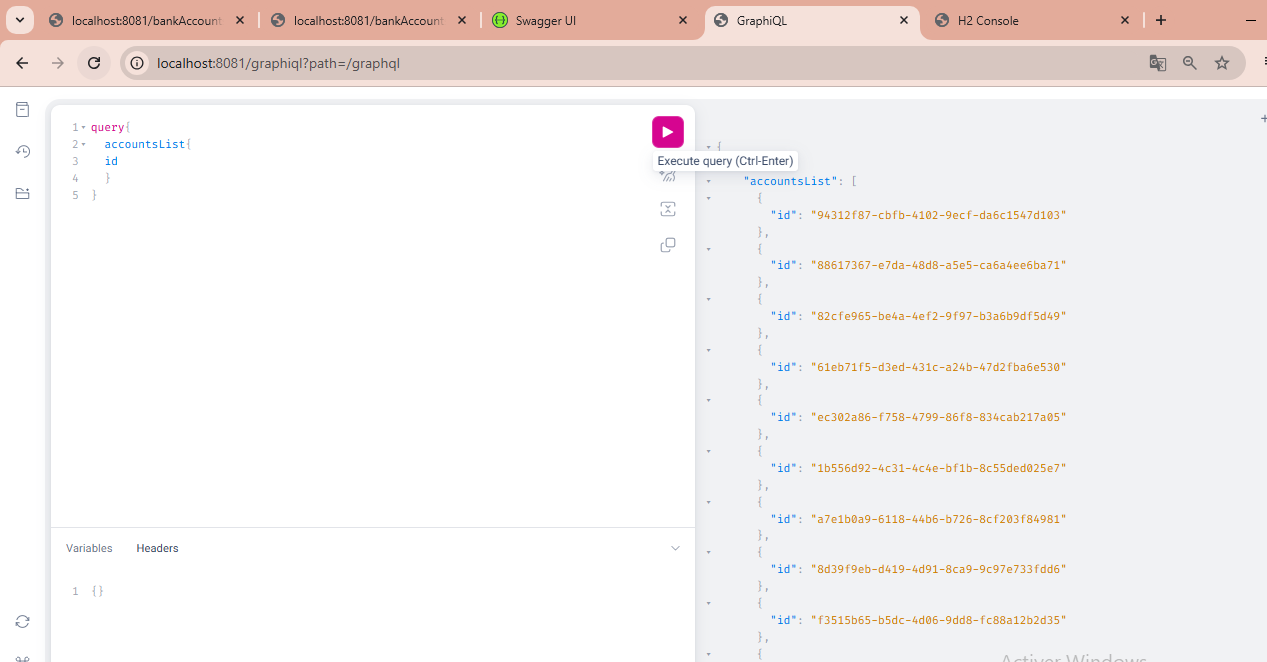 localhost:8081/bankAccount
localhost:8081/bankAccount
Swagger UI
GraphiQL
H2 Console
localhost:8081/graphiql?path=/graphql
1 query{
2 accountsList{
3 id
4 }
5 }
Execute query (Ctrl-Enter)
{
"accountsList": [
{
"id": "94312f87-cbfb-4102-9ecf-da6c1547d103"
},
{
"id": "88617367-e7da-48d8-a5e5-ca6a4ee6ba71"
},
{
"id": "82cfe965-be4a-4ef2-9f97-b3a6b9df5d49"
},
{
"id": "61eb71f5-d3ed-431c-a24b-47d2fba6e530"
},
{
"id": "ec302a86-f758-4799-86f8-834cab217a05"
},
{
"id": "1b556d92-4c31-4c4e-bf1b-8c55ded025e7"
},
{
"id": "a7e1b0a9-6118-44b6-b726-8cf203f84981"
},
{
"id": "8d39f9eb-d419-4d91-8ca9-9c97e733fdd6"
},
{
"id": "f3515b65-b5dc-4d06-9dd8-fc88a12b2d35"
},
{
Variables Headers
1 {}
Activer Windows